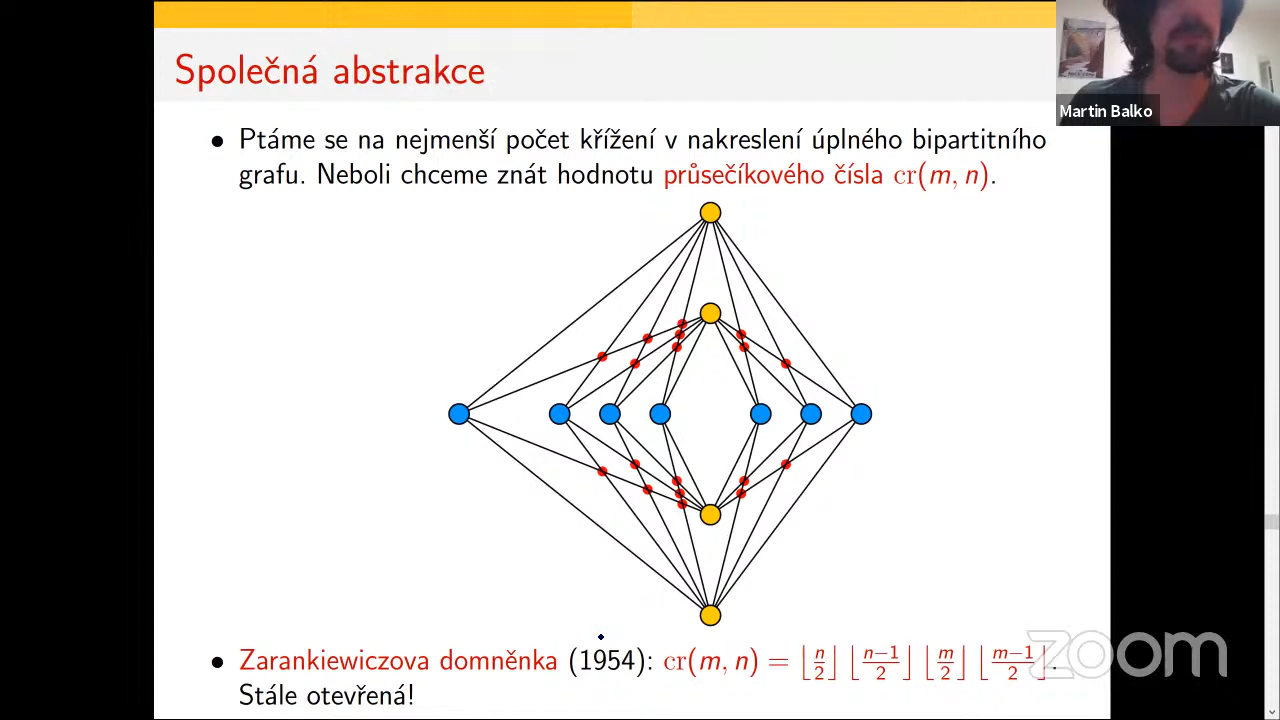 Společná abstrakce
Martin Balko
• Ptáme se na nejmenší počet křížení v nakreslení úplného bipartitního
grafu. Neboli chceme znát hodnotu průsečíkového čísla cr(m, n).
• Zarankiewiczova domněnka (1954): cr(m, n) = ⌊n/2⌋ ⌊(n−1)/2⌋ ⌊m/2⌋ ⌊(m−1)/2⌋.
Stále otevřená!
zoom